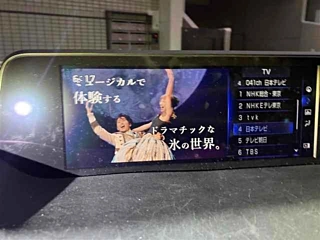 ミュージカルで
体験する
ドラマチックな
氷の世界。
TV
041ch 日本テレビ
1 NHK総合・東京
2 NHKEテレ東京
3 tvk
4 日本テレビ
5 テレビ朝日
6 TBS